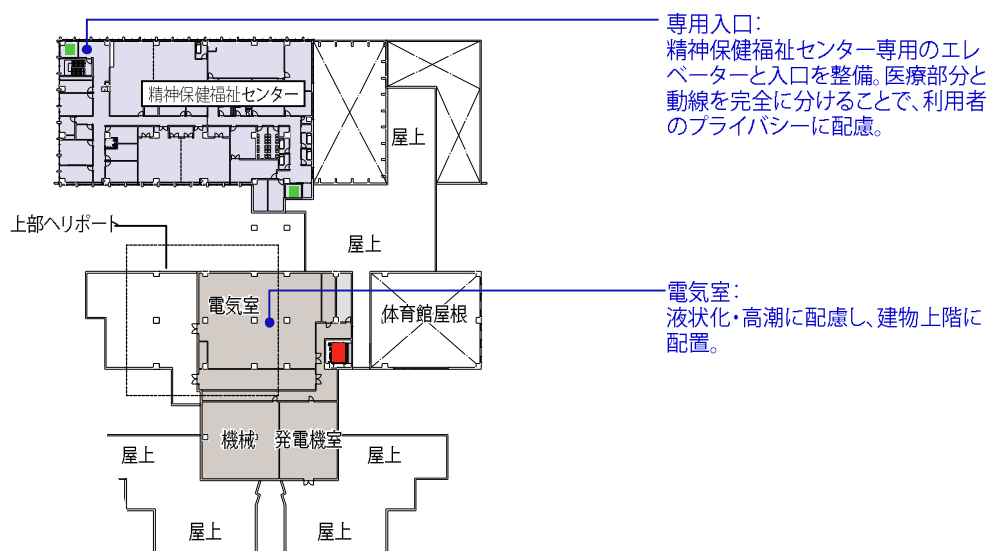 専用入口：
精神保健福祉センター専用のエレ
ベーターと入口を整備。医療部分と
動線を完全に分けることで、利用者
のプライバシーに配慮。
精神保健福祉センター
屋上
上部ヘリポート
屋上
電気室
体育館屋根
電気室：
液状化・高潮に配慮し、建物上階に
配置。
機械
発電機室
屋上
屋上
屋上
屋上